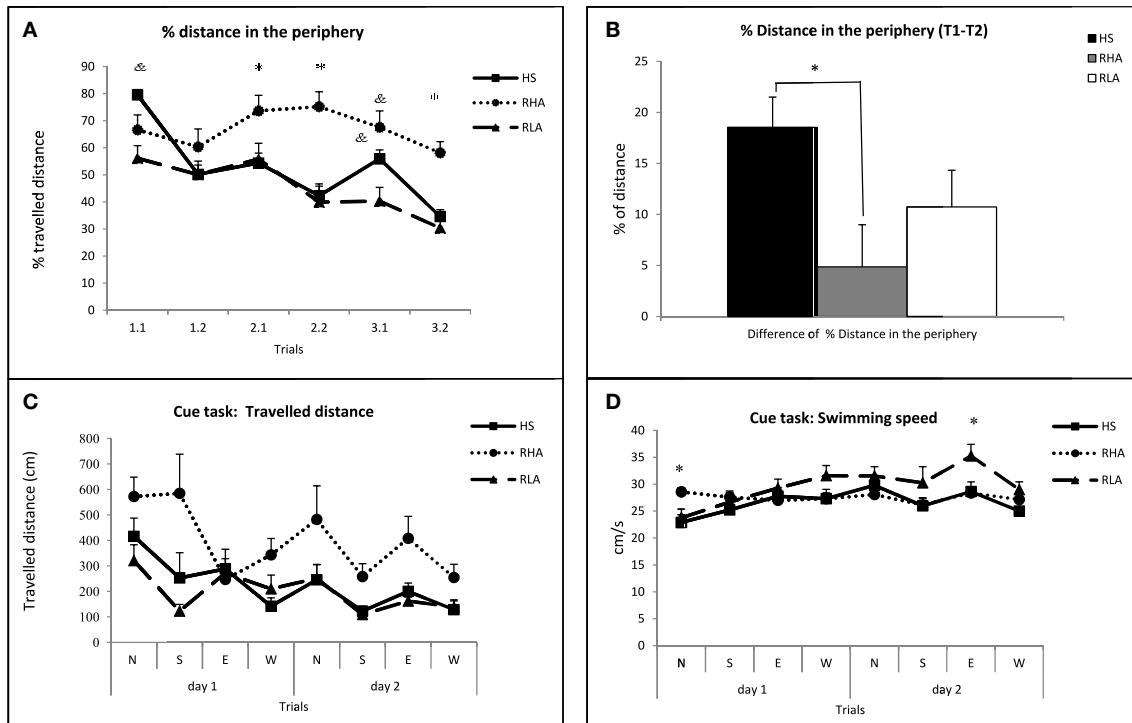 A
% distance in the periphery
& * * & *
&
HS
RHA
RLA
% travelled distance
90
80
70
60
50
40
30
20
10
0
1.1 1.2 2.1 2.2 3.1 3.2
Trials
B
% Distance in the periphery (T1-T2)
*
HS
RHA
RLA
% of distance
25
20
15
10
5
0
Difference of % Distance in the periphery
C
Cue task: Travelled distance
HS
RHA
RLA
Travelled distance (cm)
800
700
600
500
400
300
200
100
0
N S E W N S E W
day 1 day 2
Trials
D
Cue task: Swimming speed
* *
HS
RHA
RLA
cm/s
40
35
30
25
20
15
10
5
0
N S E W N S E W
day 1 day 2
Trials